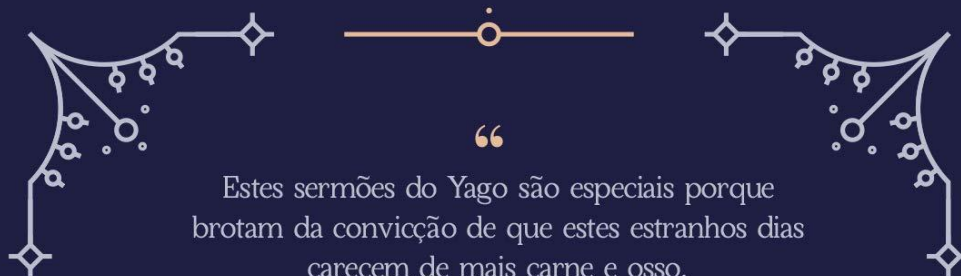 “
Estes sermões do Yago são especiais porque
brotam da convicção de que estes estranhos dias
carecem de mais carne e osso.